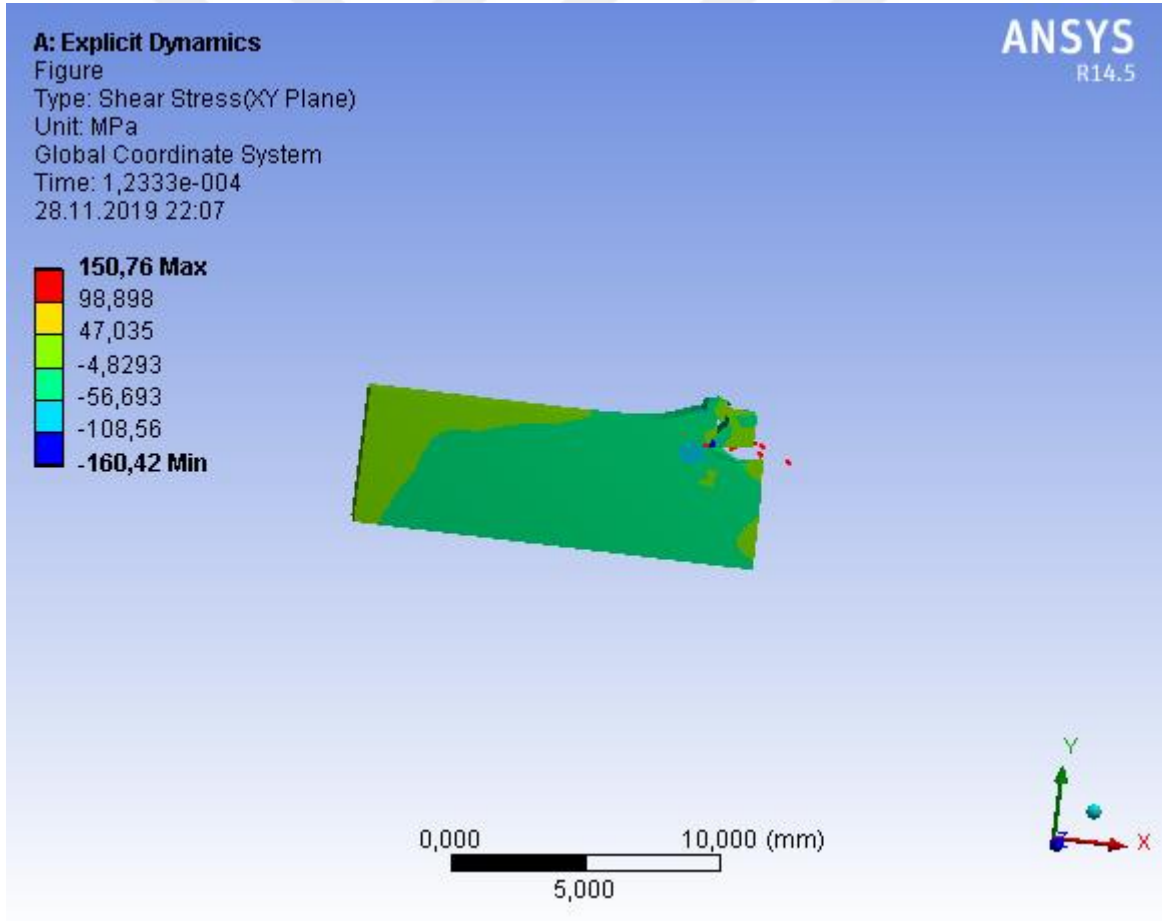 A: Explicit Dynamics
Figure
Type: Shear Stress(XY Plane)
Unit: MPa
Global Coordinate System
Time: 1,2333e-004
28.11.2019 22:07
ANSYS
R14.5
150,76 Max
98,898
47,035
-4,8293
-56,693
-108,56
-160,42 Min
0,000 10,000 (mm)
5,000
Y
X